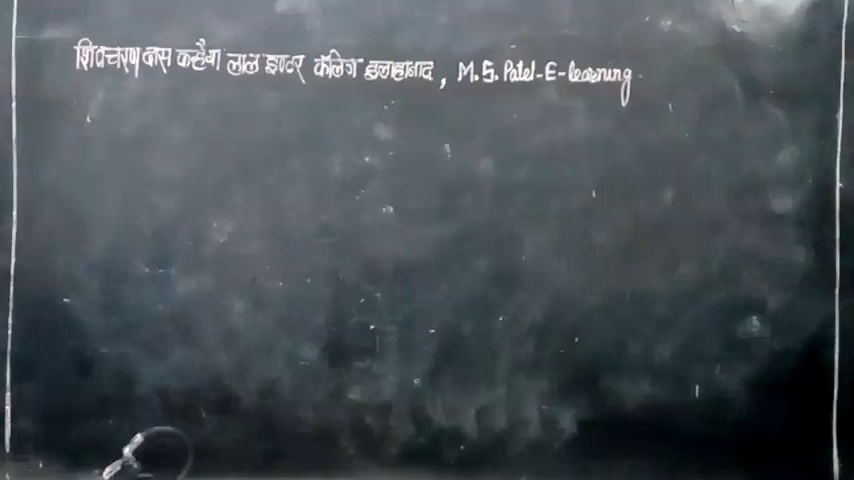 शिवचरण दास कन्हैया लाल इण्टर कॉलेज इलाहाबाद, M.S. Patel-E-learning